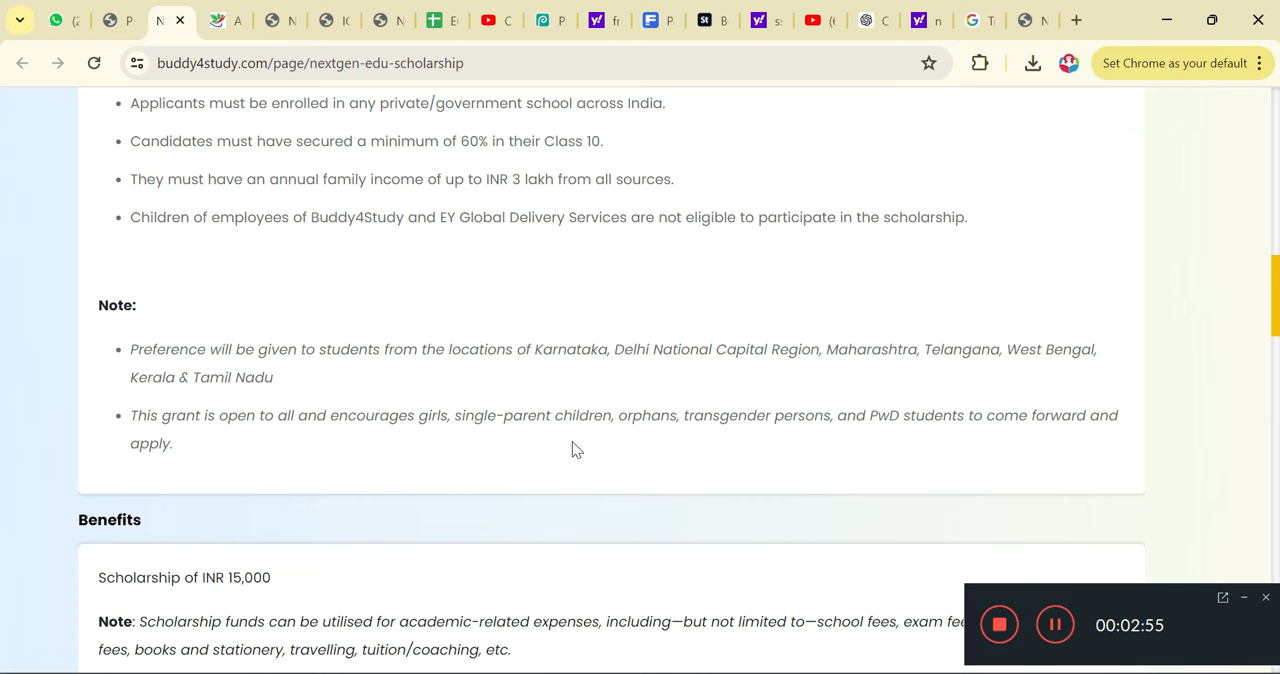 (2
P
N
A
N
IC
N
E
C
P
fr
P
B
s
(
C
n
T
N
buddy4study.com/page/nextgen-edu-scholarship
Set Chrome as your default
Applicants must be enrolled in any private/government school across India.
Candidates must have secured a minimum of 60% in their Class 10.
They must have an annual family income of up to INR 3 lakh from all sources.
Children of employees of Buddy4Study and EY Global Delivery Services are not eligible to participate in the scholarship.
Note:
Preference will be given to students from the locations of Karnataka, Delhi National Capital Region, Maharashtra, Telangana, West Bengal,
Kerala & Tamil Nadu
This grant is open to all and encourages girls, single-parent children, orphans, transgender persons, and PwD students to come forward and
apply.
Benefits
Scholarship of INR 15,000
Note: Scholarship funds can be utilised for academic-related expenses, including—but not limited to—school fees, exam fe
fees, books and stationery, travelling, tuition/coaching, etc.
00:02:55